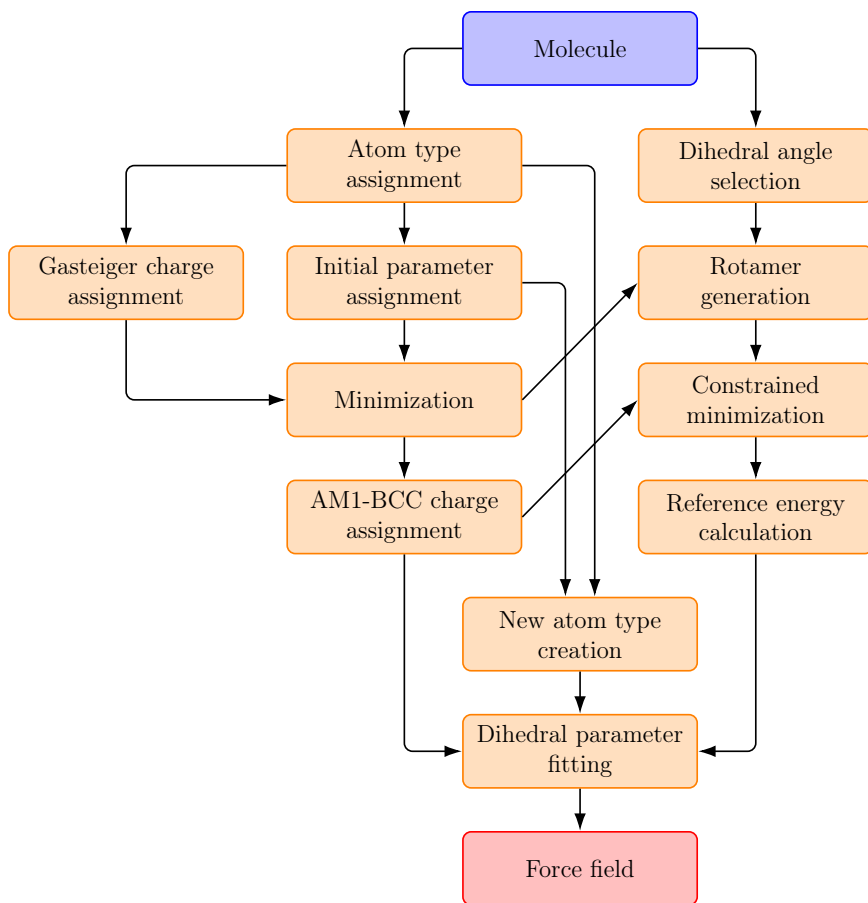 Molecule
Atom type
assignment
Dihedral angle
selection
Gasteiger charge
assignment
Initial parameter
assignment
Rotamer
generation
Minimization
Constrained
minimization
AM1-BCC charge
assignment
Reference energy
calculation
New atom type
creation
Dihedral parameter
fitting
Force field